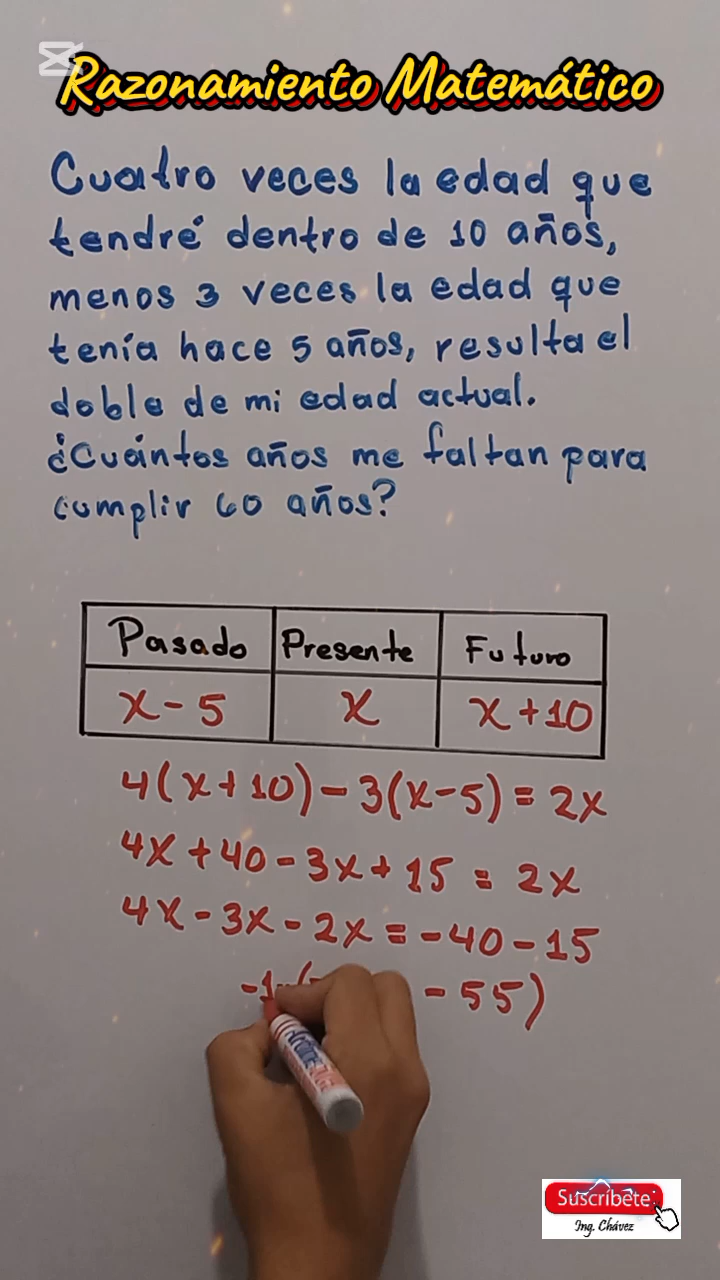 Razonamiento Matemático
Cuatro veces la edad que
tendré dentro de 10 años,
menos 3 veces la edad que
tenía hace 5 años, resulta el
doble de mi edad actual.
¿Cuántos años me faltan para
cumplir 60 años?
Pasado Presente Futuro
x - 5 x x + 10
4(x + 10) - 3(x - 5) = 2x
4x + 40 - 3x + 15 = 2x
4x - 3x - 2x = -40 - 15
-1 ( - 55)
Suscríbete
Ing. Chávez